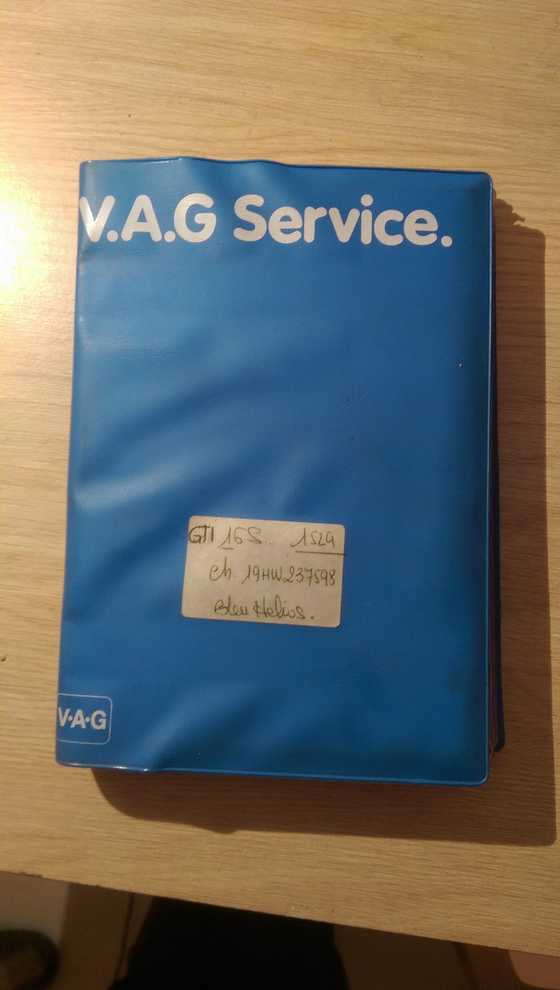 V.A.G Service.
GTI 16S... 1529
Ch. 19HW237598
Bleu Helios.
V·A·G